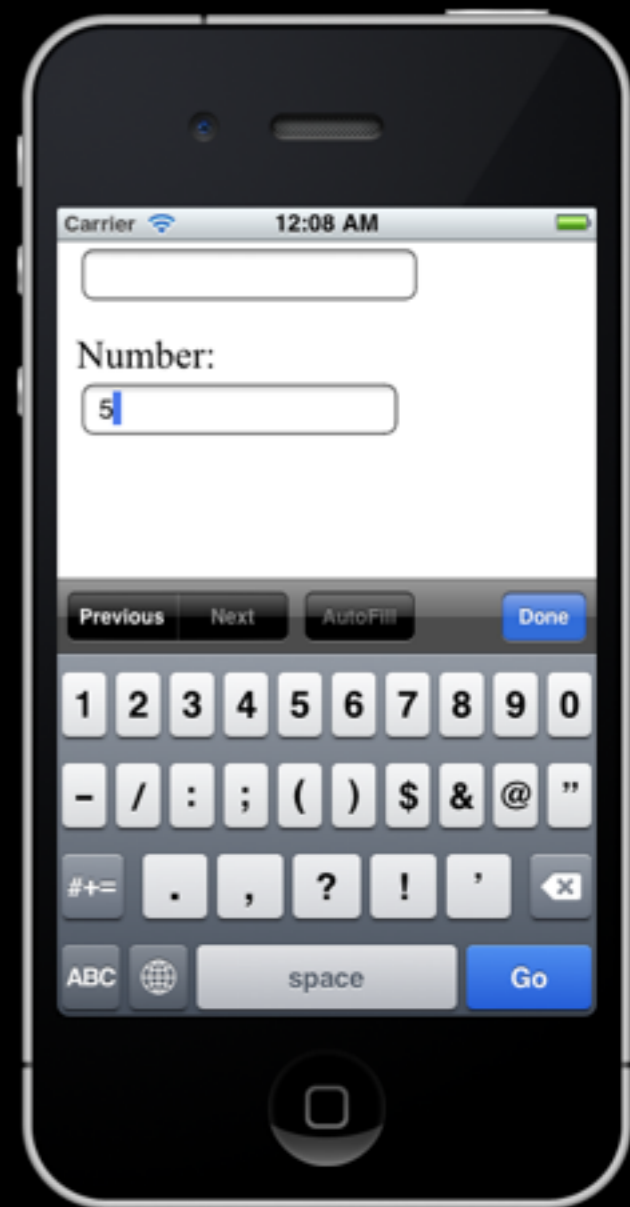 Carrier 12:08 AM
Number:
5
Previous Next AutoFill Done
1 2 3 4 5 6 7 8 9 0
- / : ; ( ) $ & @ ”
#+= . , ? ! ’
ABC space Go